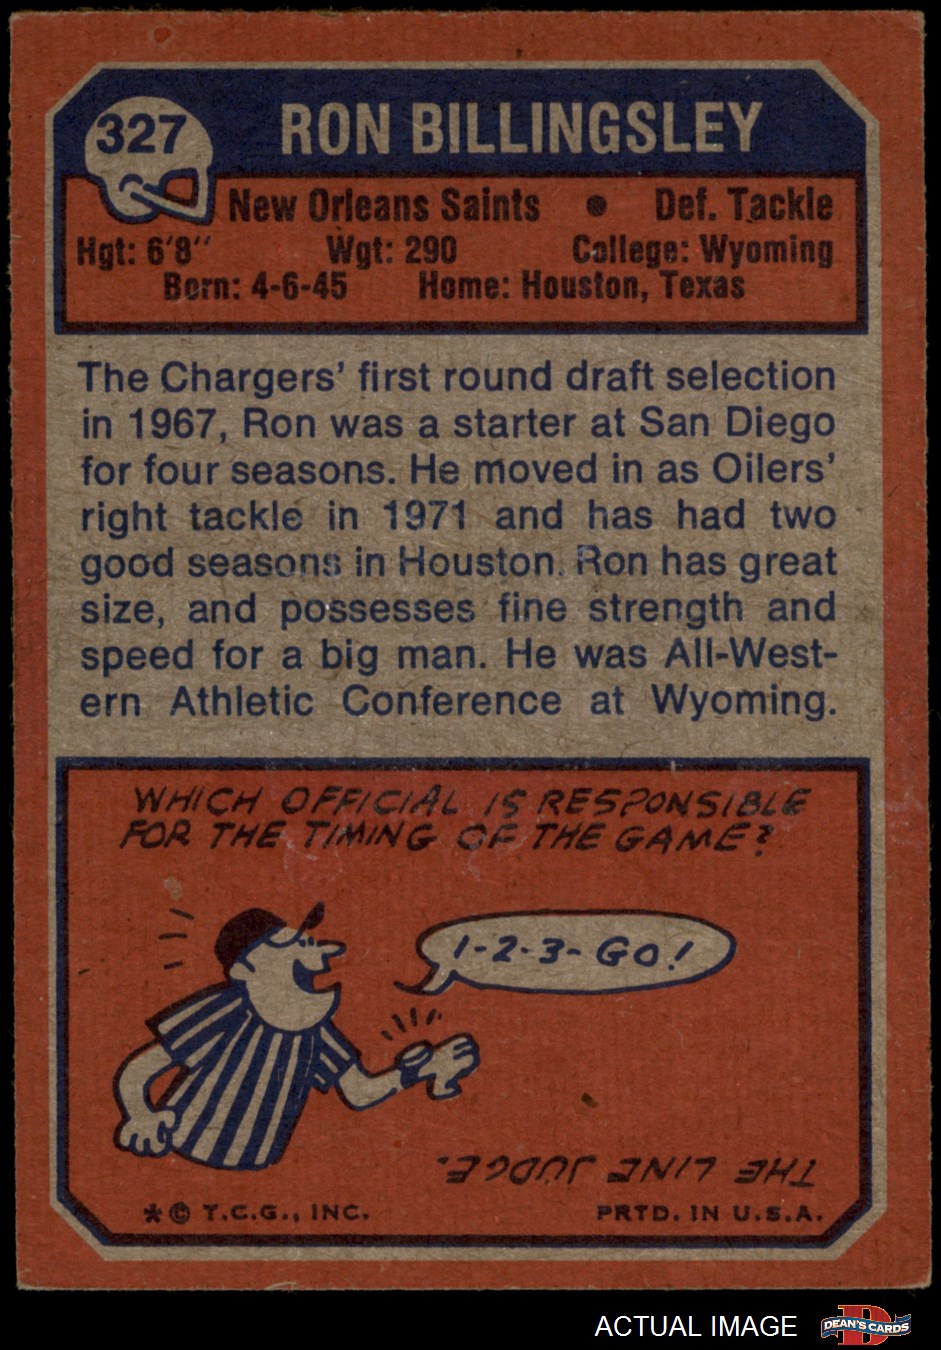 327
RON BILLINGSLEY
New Orleans Saints • Def. Tackle
Hgt: 6'8" Wgt: 290 College: Wyoming
Born: 4-6-45 Home: Houston, Texas
The Chargers' first round draft selection
in 1967, Ron was a starter at San Diego
for four seasons. He moved in as Oilers'
right tackle in 1971 and has had two
good seasons in Houston. Ron has great
size, and possesses fine strength and
speed for a big man. He was All-West-
ern Athletic Conference at Wyoming.
WHICH OFFICIAL IS RESPONSIBLE
FOR THE TIMING OF THE GAME?
1-2-3-GO!
THE LINE JUDGE.
*© T.C.G., INC. PRTD. IN U.S.A.
ACTUAL IMAGE
DEAN'S CARDS